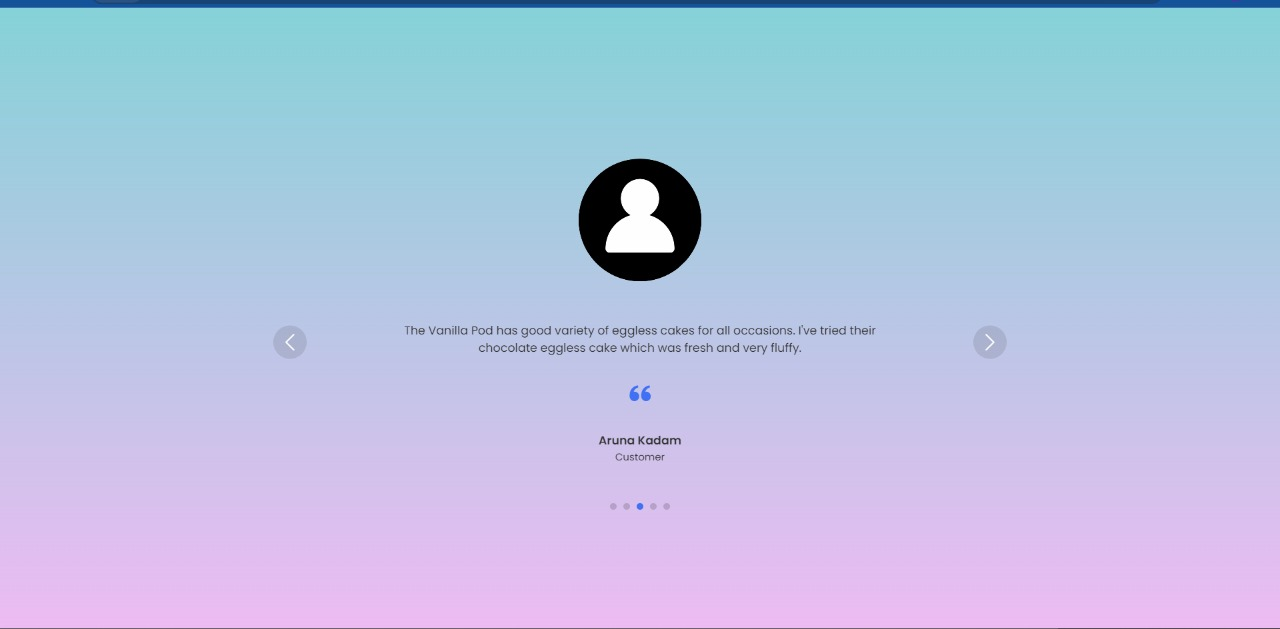 The Vanilla Pod has good variety of eggless cakes for all occasions. I've tried their
chocolate eggless cake which was fresh and very fluffy.
“
Aruna Kadam
Customer